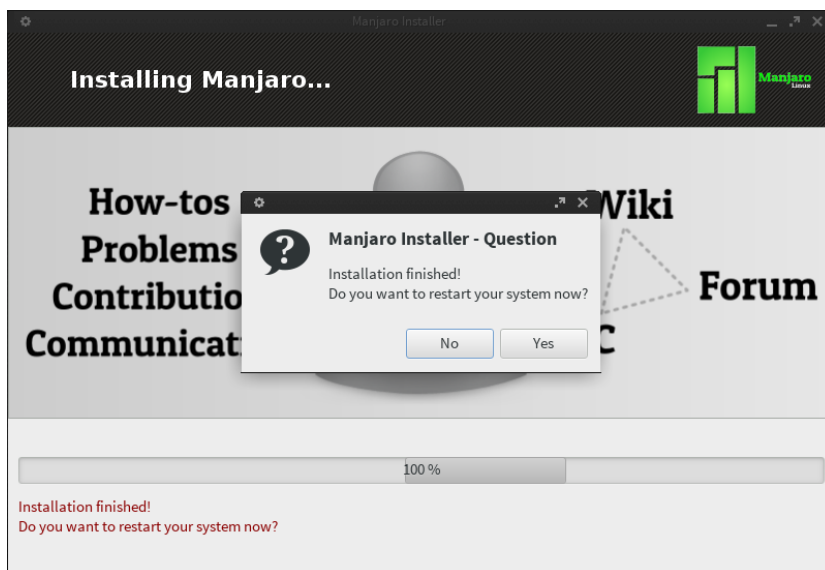 Manjaro Installer
Installing Manjaro...
Manjaro
Linux
How-tos
Problems
Contributio
Communicat
Wiki
Forum
C
Manjaro Installer - Question
Installation finished!
Do you want to restart your system now?
No Yes
100 %
Installation finished!
Do you want to restart your system now?